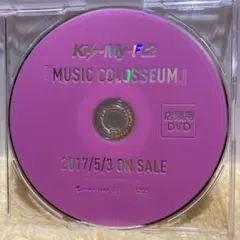 Kis-My-Ft2
『MUSIC COLOSSEUM』
店頭用
DVD
2017/5/3 ON SALE